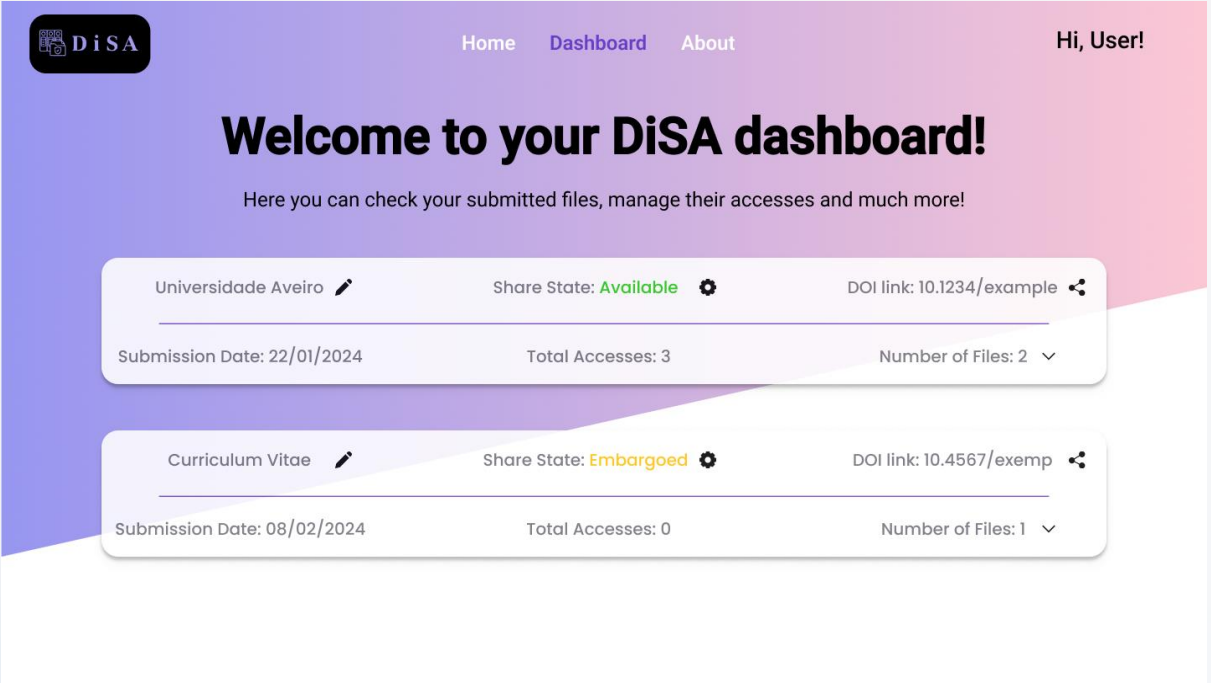 DiSA
Home Dashboard About
Hi, User!
Welcome to your DiSA dashboard!
Here you can check your submitted files, manage their accesses and much more!
Universidade Aveiro Share State: Available DOI link: 10.1234/example
Submission Date: 22/01/2024 Total Accesses: 3 Number of Files: 2
Curriculum Vitae Share State: Embargoed DOI link: 10.4567/exemp
Submission Date: 08/02/2024 Total Accesses: 0 Number of Files: 1